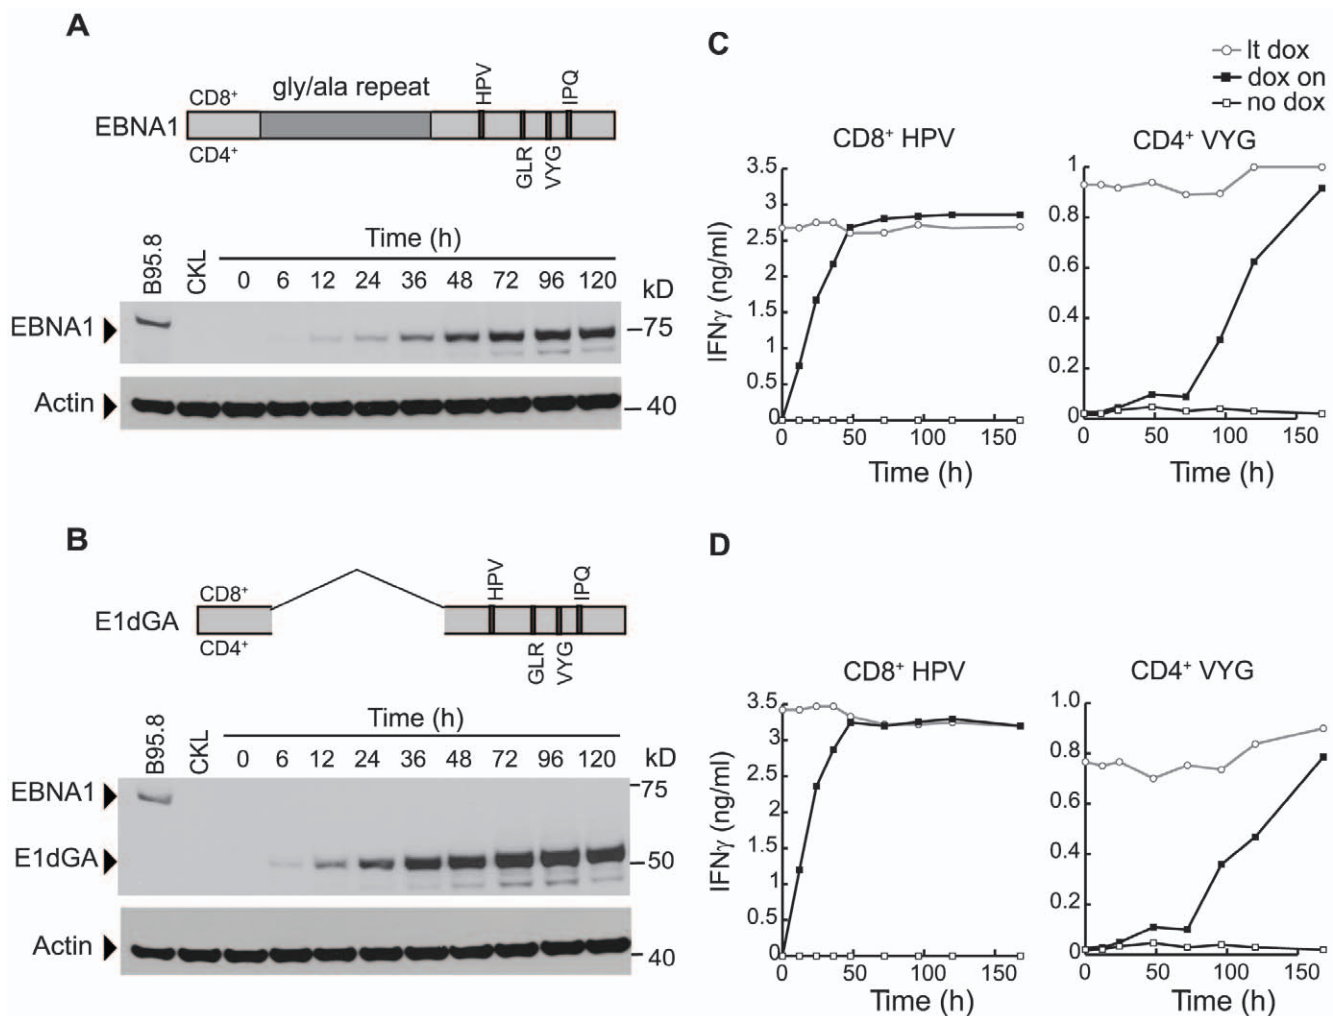 A
gly/ala repeat
HPV
IPQ
CD8+
EBNA1
CD4+
GLR
VYG
Time (h)
B95.8
CKL
0 6 12 24 36 48 72 96 120
kD
EBNA1
75
Actin
40
B
HPV
IPQ
CD8+
E1dGA
CD4+
GLR
VYG
Time (h)
B95.8
CKL
0 6 12 24 36 48 72 96 120
kD
EBNA1
75
E1dGA
50
Actin
40
C
lt dox
dox on
no dox
CD8+ HPV
3.5
3
2.5
2
1.5
1
0.5
0
IFNγ (ng/ml)
0 50 100 150
Time (h)
CD4+ VYG
1
0.8
0.6
0.4
0.2
0
0 50 100 150
Time (h)
D
CD8+ HPV
3.5
3
2.5
2
1.5
1
0.5
0
IFNγ (ng/ml)
0 50 100 150
Time (h)
CD4+ VYG
1.0
0.8
0.6
0.4
0.2
0
0 50 100 150
Time (h)